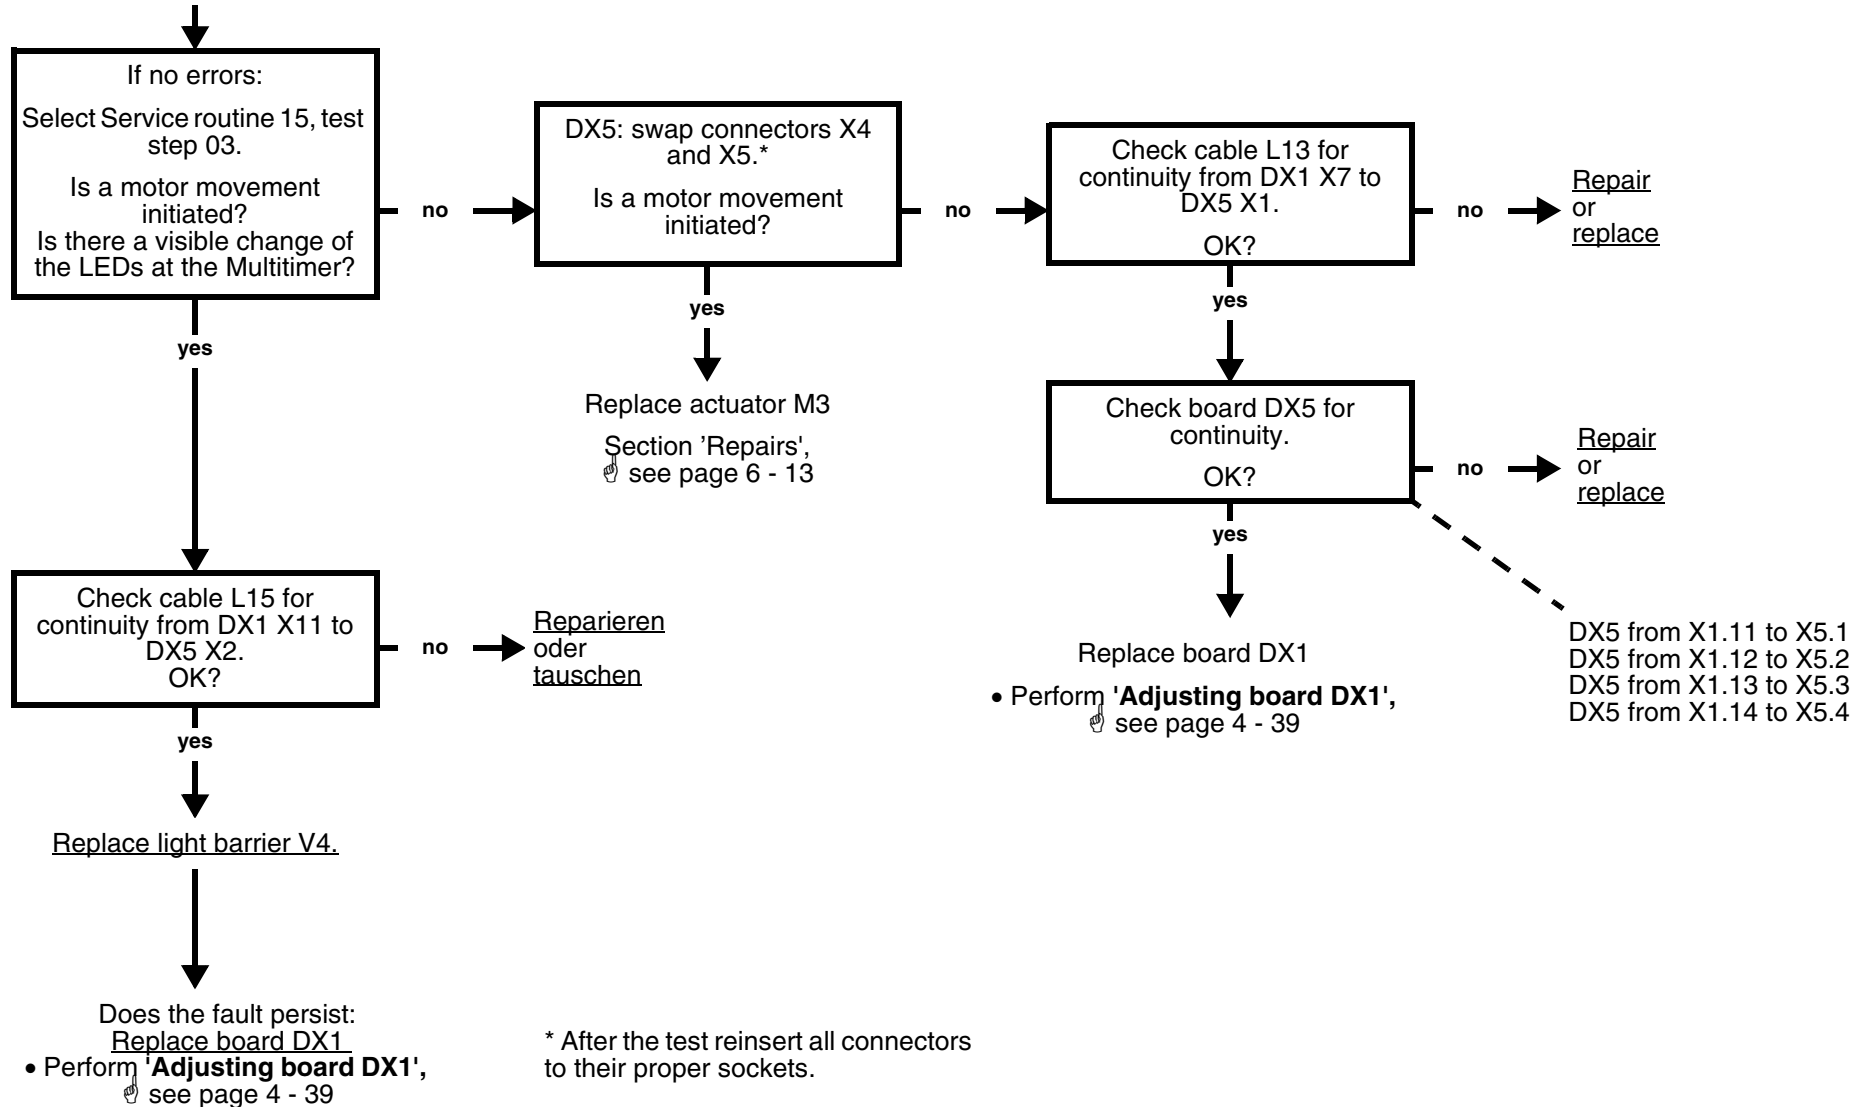 If no errors:
Select Service routine 15, test
step 03.
Is a motor movement
initiated?
Is there a visible change of
the LEDs at the Multitimer?
no
DX5: swap connectors X4
and X5.*
Is a motor movement
initiated?
no
Check cable L13 for
continuity from DX1 X7 to
DX5 X1.
OK?
no
Repair
or
replace
yes
yes
yes
Replace actuator M3
Section ’Repairs’,
☝ see page 6 - 13
Check board DX5 for
continuity.
OK?
no
Repair
or
replace
yes
DX5 from X1.11 to X5.1
DX5 from X1.12 to X5.2
DX5 from X1.13 to X5.3
DX5 from X1.14 to X5.4
Replace board DX1
• Perform 'Adjusting board DX1',
☝ see page 4 - 39
Check cable L15 for
continuity from DX1 X11 to
DX5 X2.
OK?
no
Reparieren
oder
tauschen
yes
Replace light barrier V4.
Does the fault persist:
Replace board DX1
• Perform 'Adjusting board DX1',
☝ see page 4 - 39
* After the test reinsert all connectors
to their proper sockets.